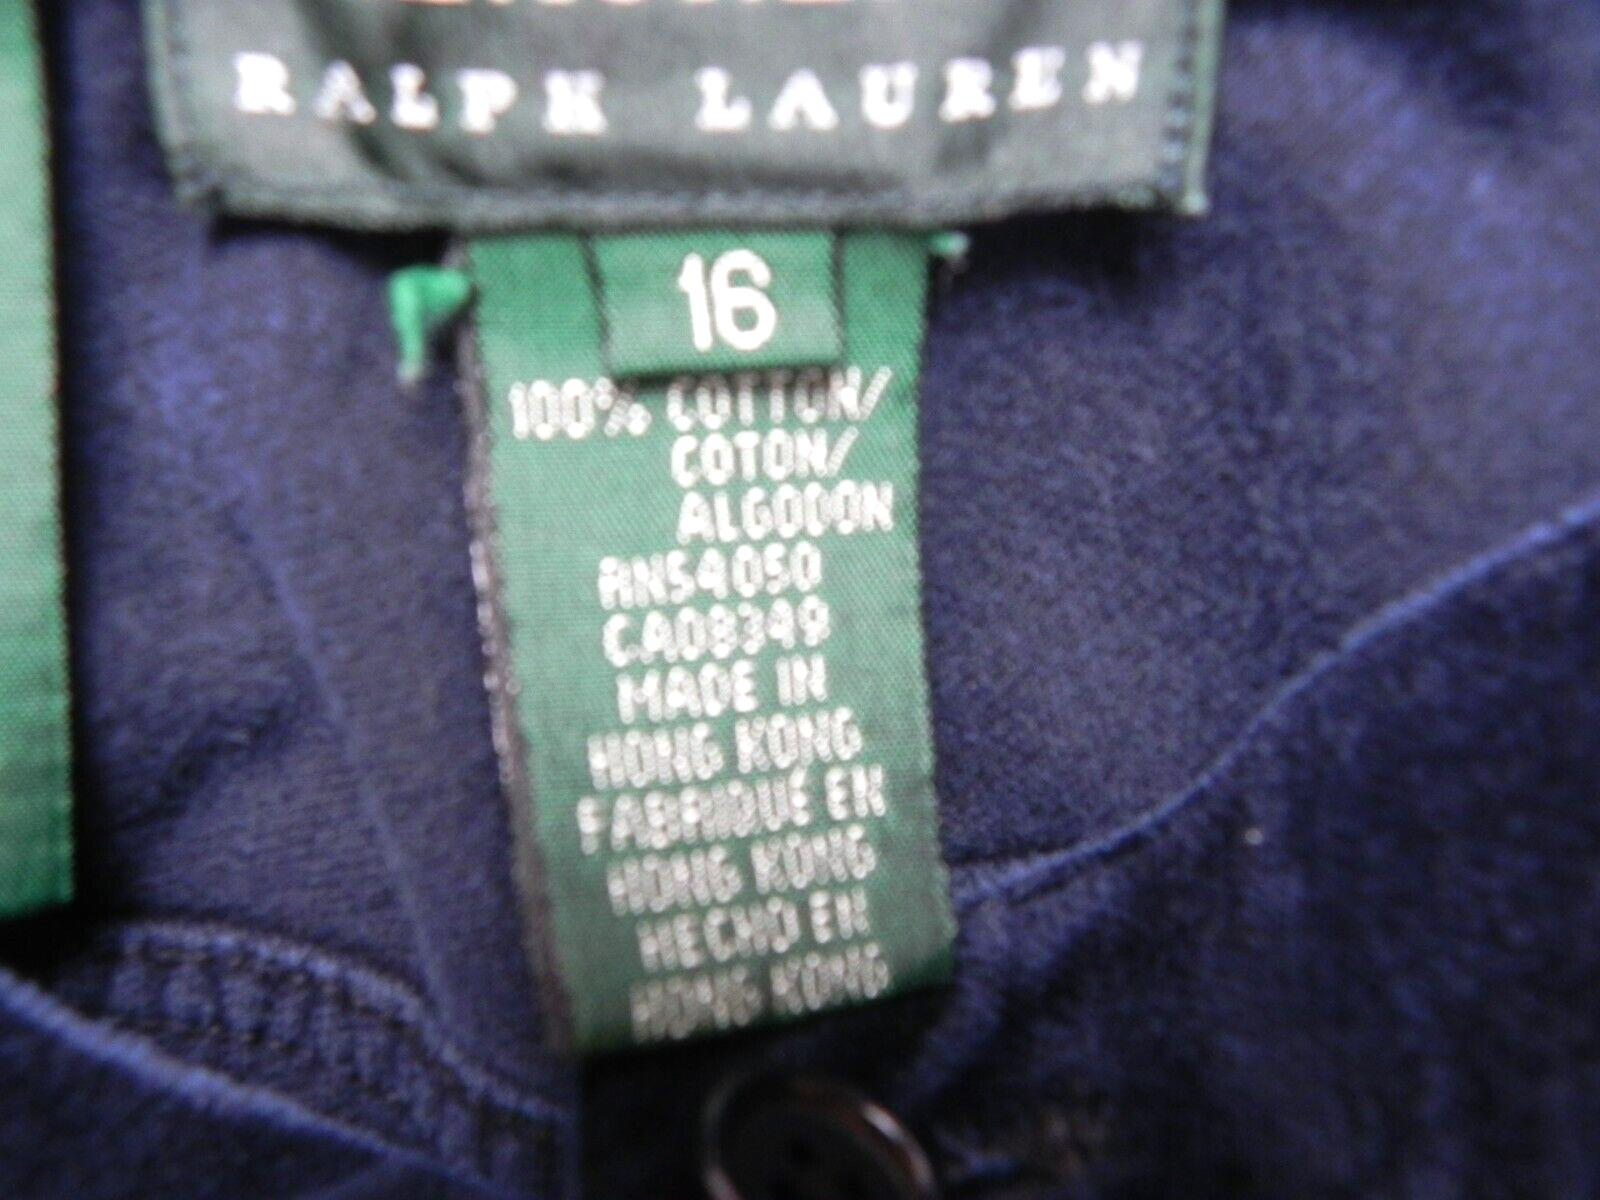 RALPH LAUREN
16
100% COTTON/
COTON/
ALGODON
RN54050
CA08349
MADE IN
HONG KONG
FABRIQUÉ EN
HONG KONG
HECHO EN
HONG KONG